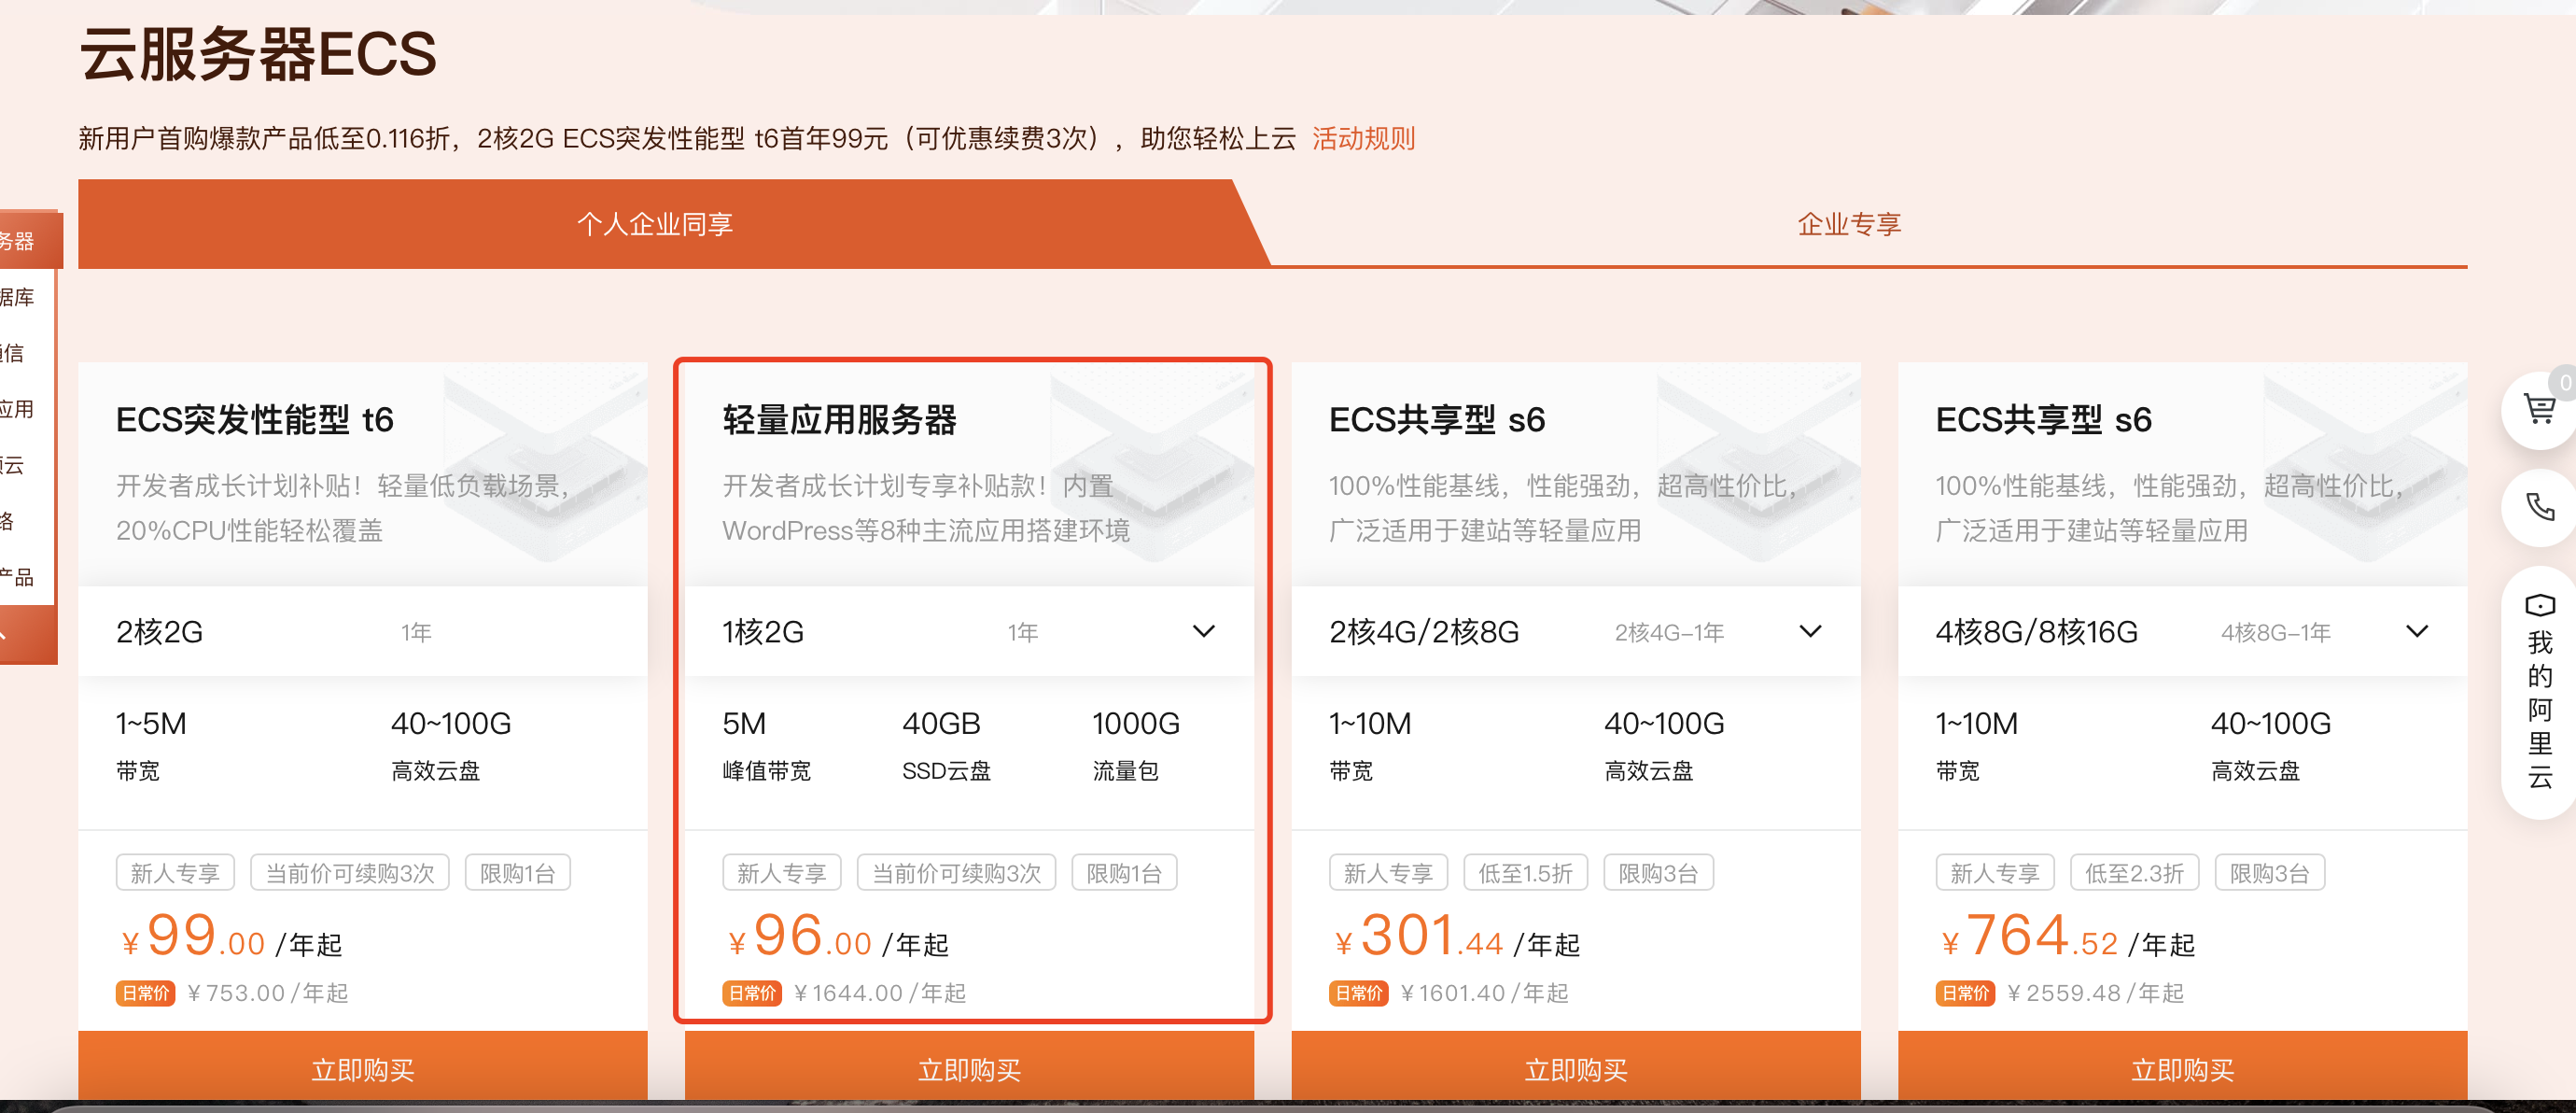 云服务器ECS
新用户首购爆款产品低至0.116折，2核2G ECS突发性能型 t6首年99元（可优惠续费3次），助您轻松上云 活动规则
个人企业同享
企业专享
务器
据库
信
应用
云
络
产品
ECS突发性能型 t6
开发者成长计划补贴！轻量低负载场景，
20%CPU性能轻松覆盖
2核2G 1年
1~5M 40~100G
带宽 高效云盘
新人专享 当前价可续购3次 限购1台
¥99.00 /年起
日常价 ¥753.00/年起
立即购买
轻量应用服务器
开发者成长计划专享补贴款！内置
WordPress等8种主流应用搭建环境
1核2G 1年
5M 40GB 1000G
峰值带宽 SSD云盘 流量包
新人专享 当前价可续购3次 限购1台
¥96.00 /年起
日常价 ¥1644.00/年起
立即购买
ECS共享型 s6
100%性能基线，性能强劲，超高性价比，
广泛适用于建站等轻量应用
2核4G/2核8G 2核4G-1年
1~10M 40~100G
带宽 高效云盘
新人专享 低至1.5折 限购3台
¥301.44 /年起
日常价 ¥1601.40/年起
立即购买
ECS共享型 s6
100%性能基线，性能强劲，超高性价比，
广泛适用于建站等轻量应用
4核8G/8核16G 4核8G-1年
1~10M 40~100G
带宽 高效云盘
新人专享 低至2.3折 限购3台
¥764.52 /年起
日常价 ¥2559.48/年起
立即购买
0
我
的
阿
里
云